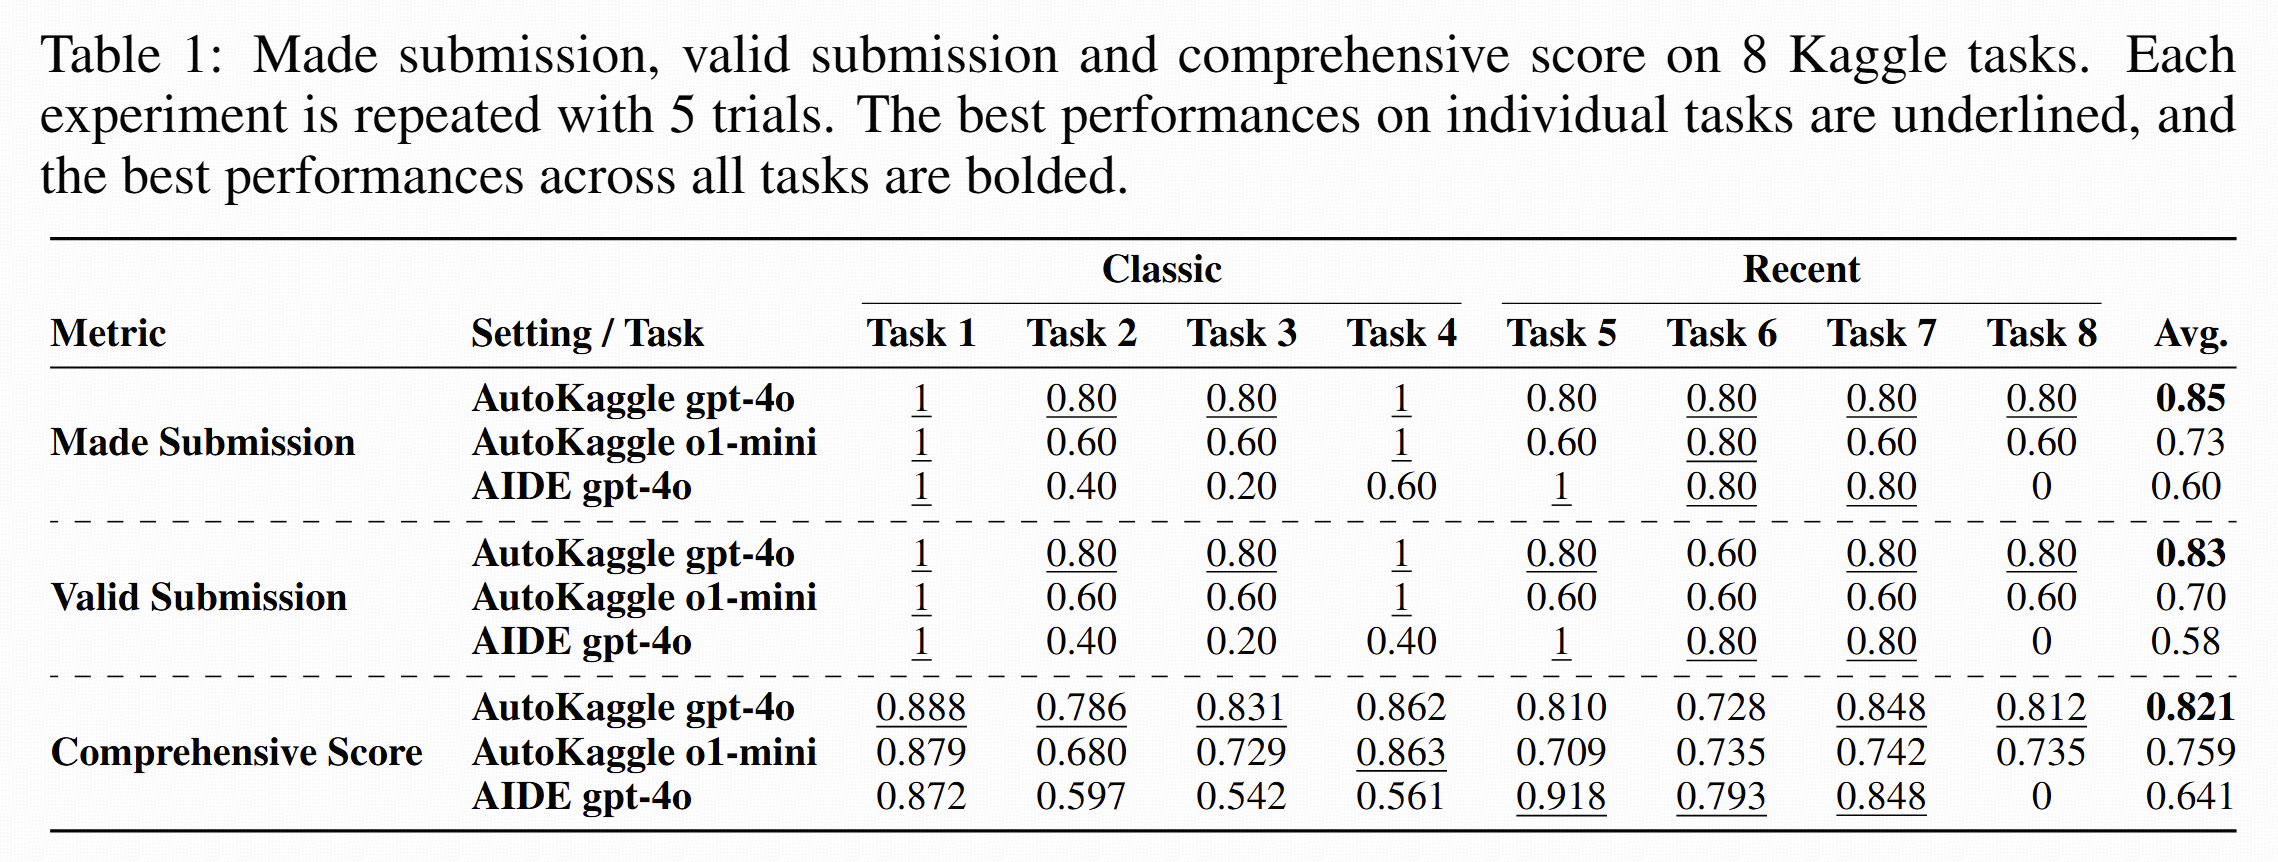 Table 1: Made submission, valid submission and comprehensive score on 8 Kaggle tasks. Each
experiment is repeated with 5 trials. The best performances on individual tasks are underlined, and
the best performances across all tasks are bolded.
Classic Recent
Metric Setting / Task Task 1 Task 2 Task 3 Task 4 Task 5 Task 6 Task 7 Task 8 Avg.
AutoKaggle gpt-4o 1 0.80 0.80 1 0.80 0.80 0.80 0.80 0.85
Made Submission AutoKaggle o1-mini 1 0.60 0.60 1 0.60 0.80 0.60 0.60 0.73
AIDE gpt-4o 1 0.40 0.20 0.60 1 0.80 0.80 0 0.60
AutoKaggle gpt-4o 1 0.80 0.80 1 0.80 0.60 0.80 0.80 0.83
Valid Submission AutoKaggle o1-mini 1 0.60 0.60 1 0.60 0.60 0.60 0.60 0.70
AIDE gpt-4o 1 0.40 0.20 0.40 1 0.80 0.80 0 0.58
AutoKaggle gpt-4o 0.888 0.786 0.831 0.862 0.810 0.728 0.848 0.812 0.821
Comprehensive Score AutoKaggle o1-mini 0.879 0.680 0.729 0.863 0.709 0.735 0.742 0.735 0.759
AIDE gpt-4o 0.872 0.597 0.542 0.561 0.918 0.793 0.848 0 0.641